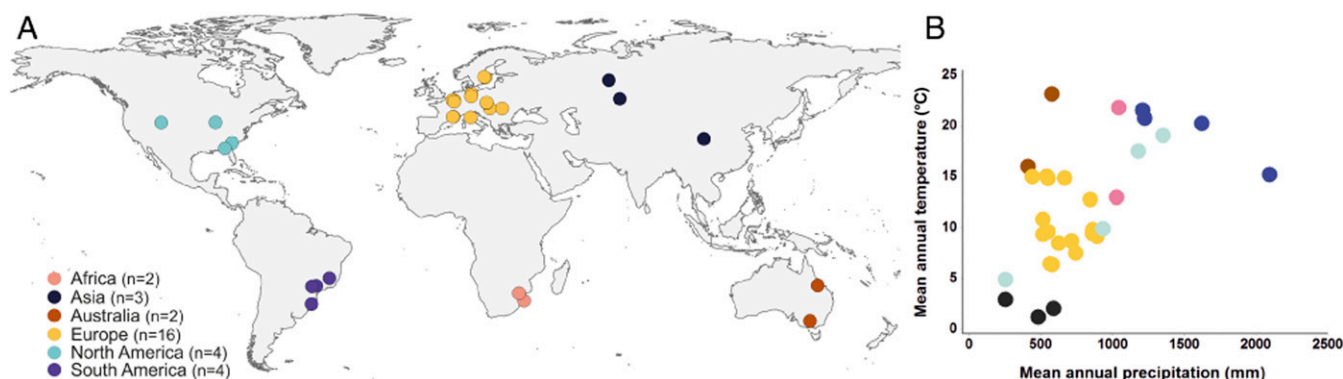 A
Africa (n=2)
Asia (n=3)
Australia (n=2)
Europe (n=16)
North America (n=4)
South America (n=4)
B
Mean annual temperature (°C)
25
20
15
10
5
0
0 500 1000 1500 2000 2500
Mean annual precipitation (mm)